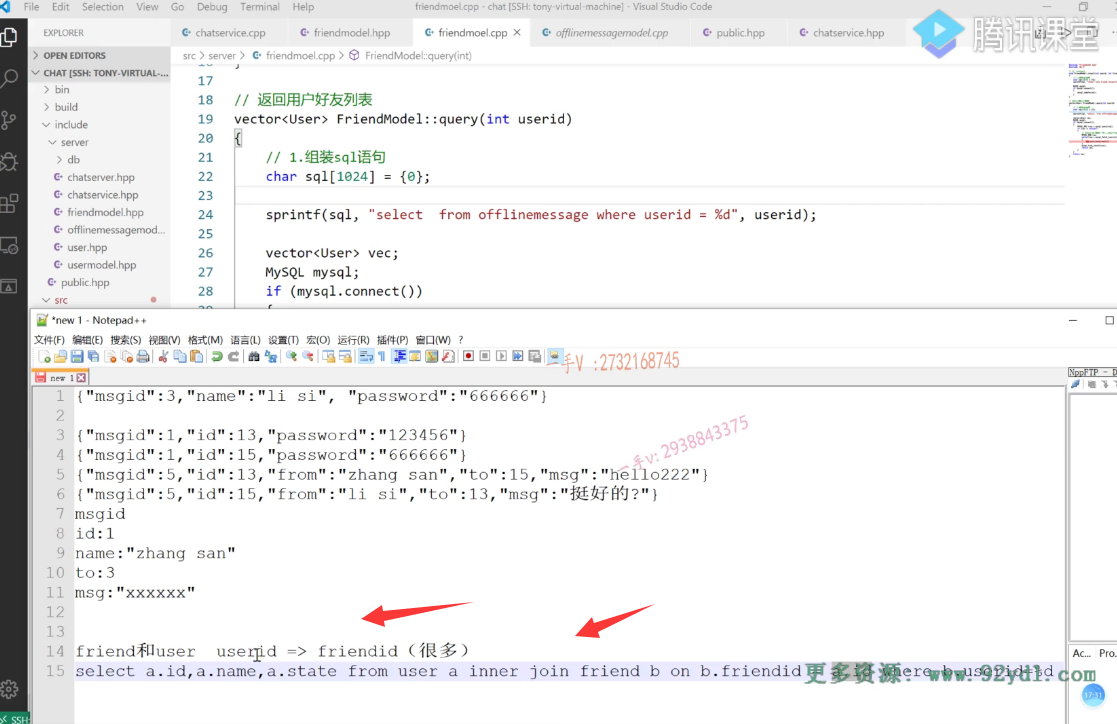 File Edit Selection View Go Debug Terminal Help
friendmoel.cpp - chat [SSH: tony-virtual-machine] - Visual Studio Code
EXPLORER
chatservice.cpp friendmodel.hpp friendmoel.cpp offlinemessagemodel.cpp public.hpp chatservice.hpp
腾讯课堂
OPEN EDITORS
CHAT [SSH: TONY-VIRTUAL-...
bin
build
include
server
db
chatserver.hpp
chatservice.hpp
friendmodel.hpp
offlinemessagemod...
user.hpp
usermodel.hpp
public.hpp
src
src > server > friendmoel.cpp > FriendModel::query(int)
17
18 // 返回用户好友列表
19 vector<User> FriendModel::query(int userid)
20 {
21 // 1.组装sql语句
22 char sql[1024] = {0};
23
24 sprintf(sql, "select  from offlinemessage where userid = %d", userid);
25
26 vector<User> vec;
27 MySQL mysql;
28 if (mysql.connect())
*new 1 - Notepad++
文件(F) 编辑(E) 搜索(S) 视图(V) 格式(M) 语言(L) 设置(T) 宏(O) 运行(R) 插件(P) 窗口(W) ?
一手V :2732168745
new 1
NppFTP - D
1 {"msgid":3,"name":"li si", "password":"666666"}
2
3 {"msgid":1,"id":13,"password":"123456"}
4 {"msgid":1,"id":15,"password":"666666"}
一手v: 2938843375
5 {"msgid":5,"id":13,"from":"zhang san","to":15,"msg":"hello222"}
6 {"msgid":5,"id":15,"from":"li si","to":13,"msg":"挺好的?"}
7 msgid
8 id:1
9 name:"zhang san"
10 to:3
11 msg:"xxxxxx"
12
13
14 friend和user  userid => friendid（很多）
15 select a.id,a.name,a.state from user a inner join friend b on b.friendid where b.userid=%d
更多资源: www.92ydl.com
Ac... Pro.
17:31
SSH: